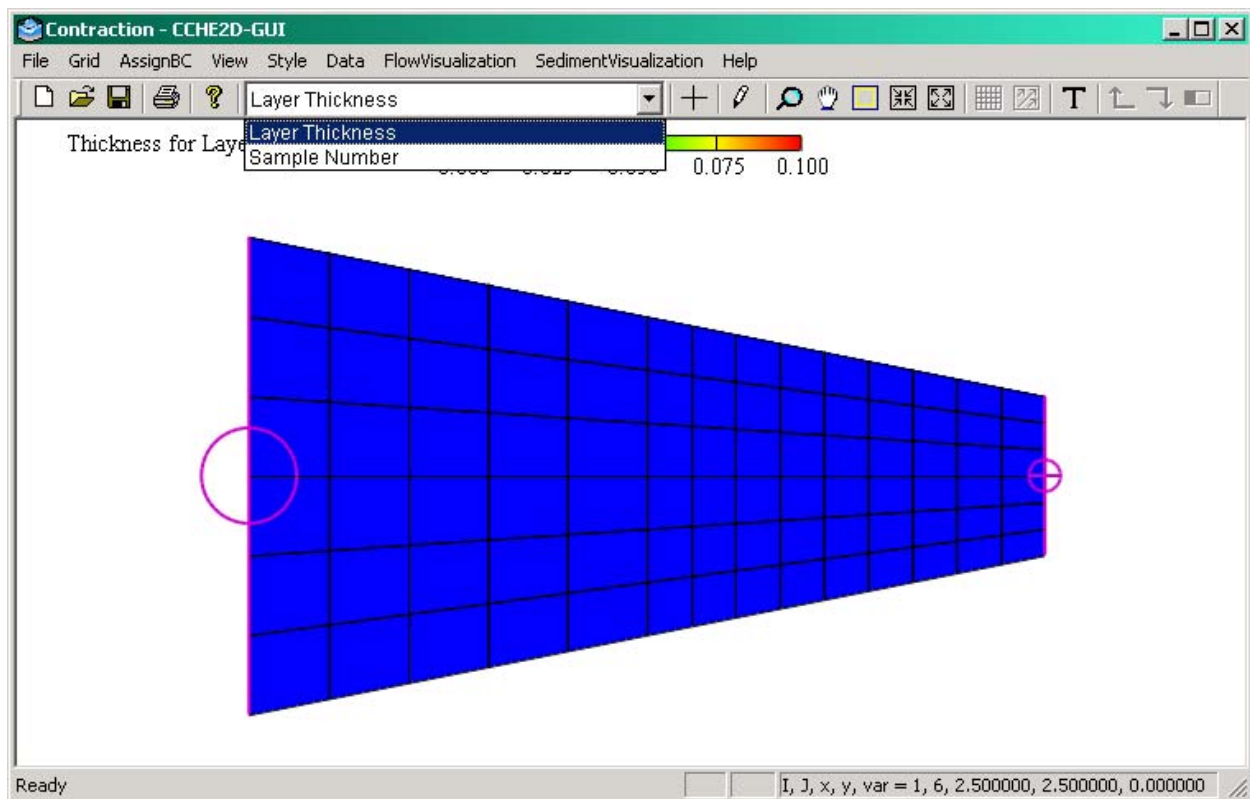 Contraction - CCHE2D-GUI
File Grid AssignBC View Style Data FlowVisualization SedimentVisualization Help
Layer Thickness
T
Layer Thickness
Sample Number
Thickness for Laye
0.075 0.100
Ready
I, J, x, y, var = 1, 6, 2.500000, 2.500000, 0.000000